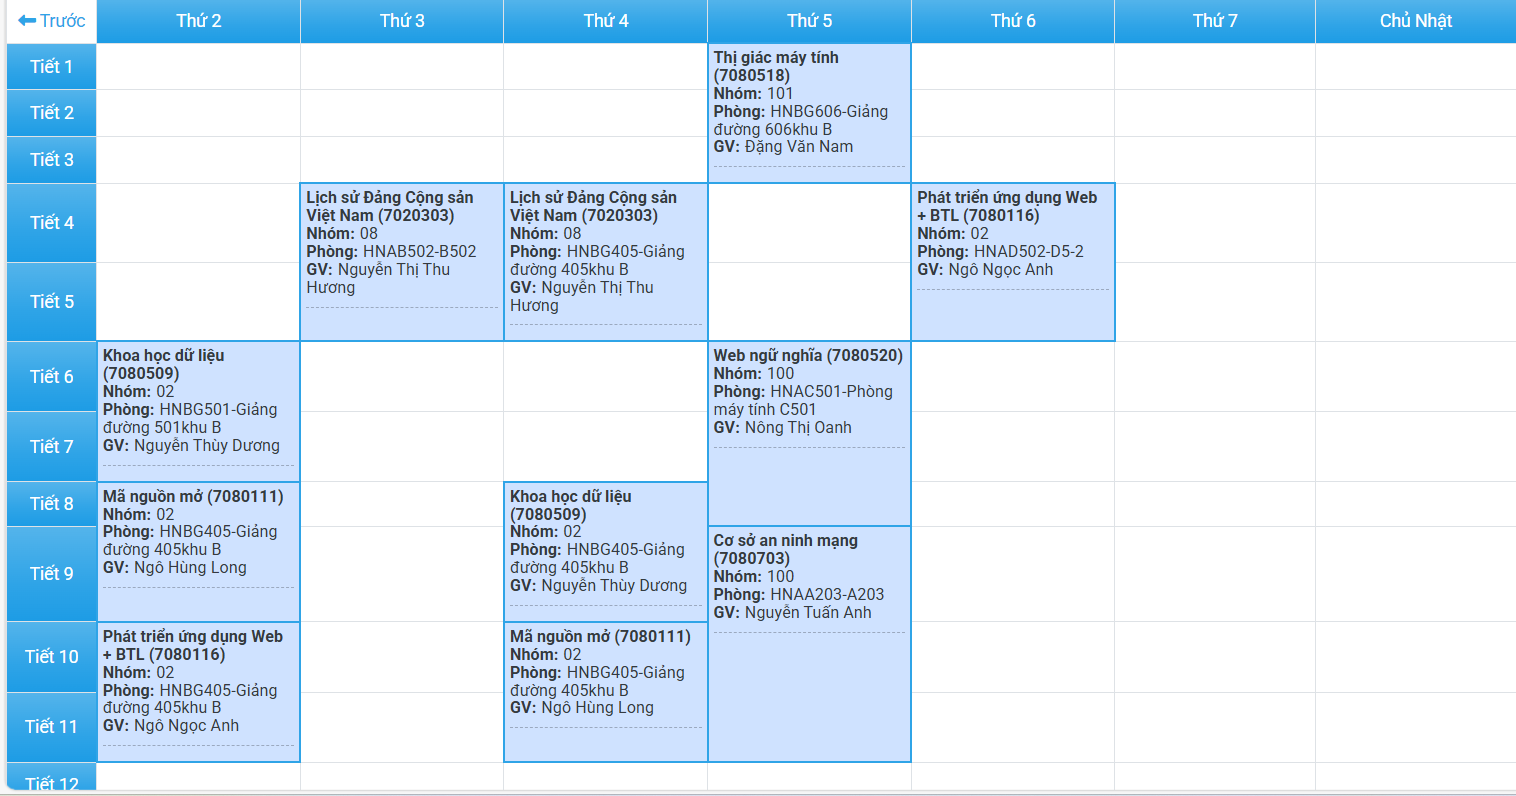 Trước
Thứ 2
Thứ 3
Thứ 4
Thứ 5
Thứ 6
Thứ 7
Chủ Nhật
Tiết 1
Tiết 2
Tiết 3
Thị giác máy tính
(7080518)
Nhóm: 101
Phòng: HNBG606-Giảng
đường 606khu B
GV: Đặng Văn Nam
Tiết 4
Tiết 5
Lịch sử Đảng Cộng sản
Việt Nam (7020303)
Nhóm: 08
Phòng: HNAB502-B502
GV: Nguyễn Thị Thu
Hương
Lịch sử Đảng Cộng sản
Việt Nam (7020303)
Nhóm: 08
Phòng: HNBG405-Giảng
đường 405khu B
GV: Nguyễn Thị Thu
Hương
Phát triển ứng dụng Web
+ BTL (7080116)
Nhóm: 02
Phòng: HNAD502-D5-2
GV: Ngô Ngọc Anh
Tiết 6
Tiết 7
Khoa học dữ liệu
(7080509)
Nhóm: 02
Phòng: HNBG501-Giảng
đường 501khu B
GV: Nguyễn Thùy Dương
Web ngữ nghĩa (7080520)
Nhóm: 100
Phòng: HNAC501-Phòng
máy tính C501
GV: Nông Thị Oanh
Tiết 8
Tiết 9
Mã nguồn mở (7080111)
Nhóm: 02
Phòng: HNBG405-Giảng
đường 405khu B
GV: Ngô Hùng Long
Khoa học dữ liệu
(7080509)
Nhóm: 02
Phòng: HNBG405-Giảng
đường 405khu B
GV: Nguyễn Thùy Dương
Cơ sở an ninh mạng
(7080703)
Nhóm: 100
Phòng: HNAA203-A203
GV: Nguyễn Tuấn Anh
Tiết 10
Tiết 11
Phát triển ứng dụng Web
+ BTL (7080116)
Nhóm: 02
Phòng: HNBG405-Giảng
đường 405khu B
GV: Ngô Ngọc Anh
Mã nguồn mở (7080111)
Nhóm: 02
Phòng: HNBG405-Giảng
đường 405khu B
GV: Ngô Hùng Long
Tiết 12